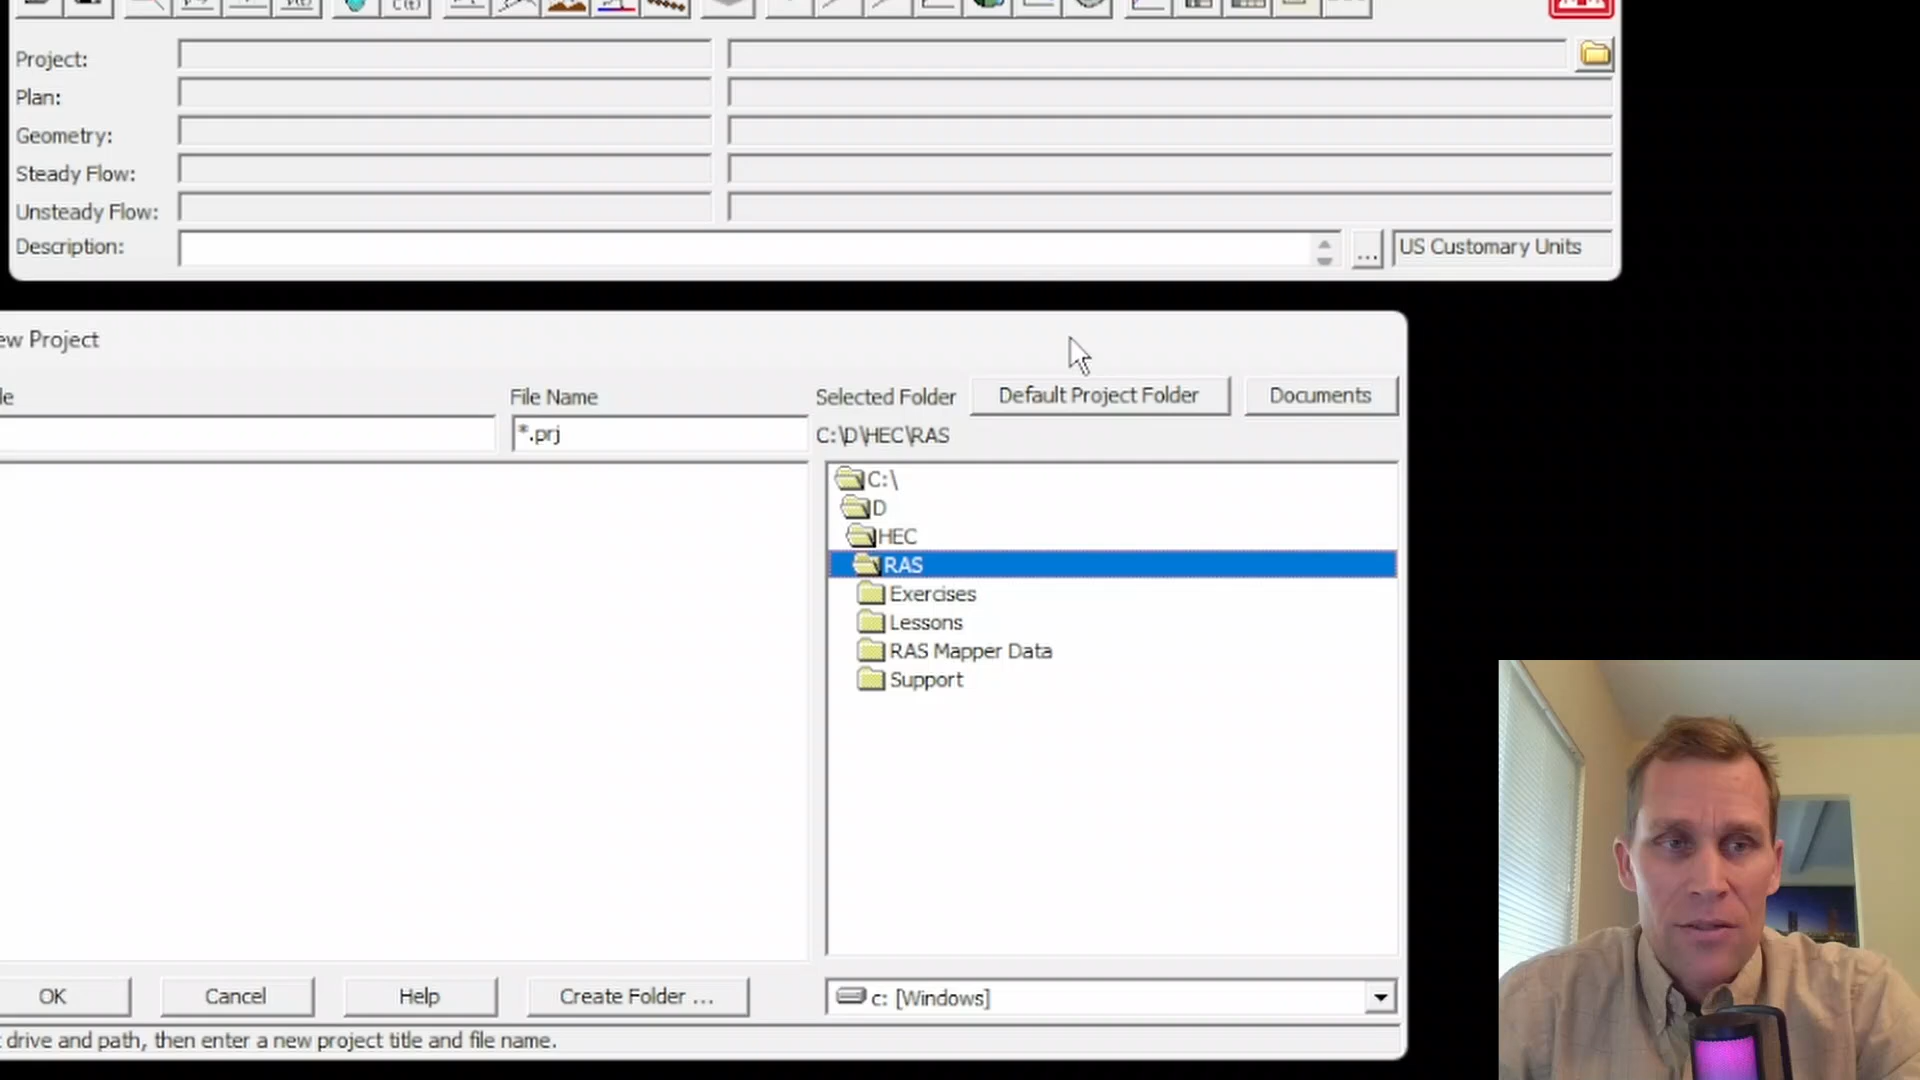 Project:
Plan:
Geometry:
Steady Flow:
Unsteady Flow:
Description:
...
US Customary Units
ew Project
le
File Name
Selected Folder
Default Project Folder
Documents
*.prj
C:\D\HEC\RAS
C:\
D
HEC
RAS
Exercises
Lessons
RAS Mapper Data
Support
OK
Cancel
Help
Create Folder ...
c: [Windows]
drive and path, then enter a new project title and file name.